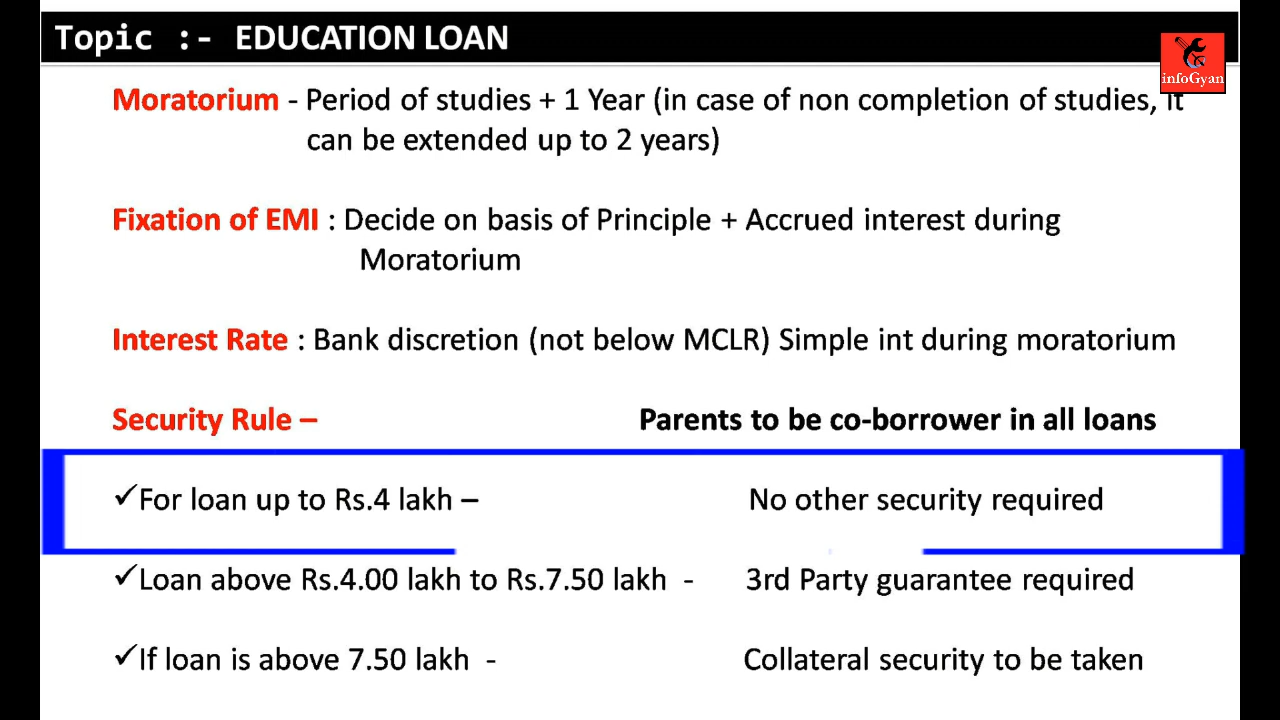 Topic :- EDUCATION LOAN
infoGyan
Moratorium - Period of studies + 1 Year (in case of non completion of studies, it
can be extended up to 2 years)
Fixation of EMI : Decide on basis of Principle + Accrued interest during
Moratorium
Interest Rate : Bank discretion (not below MCLR) Simple int during moratorium
Security Rule – Parents to be co-borrower in all loans
✓For loan up to Rs.4 lakh – No other security required
✓Loan above Rs.4.00 lakh to Rs.7.50 lakh - 3rd Party guarantee required
✓If loan is above 7.50 lakh - Collateral security to be taken